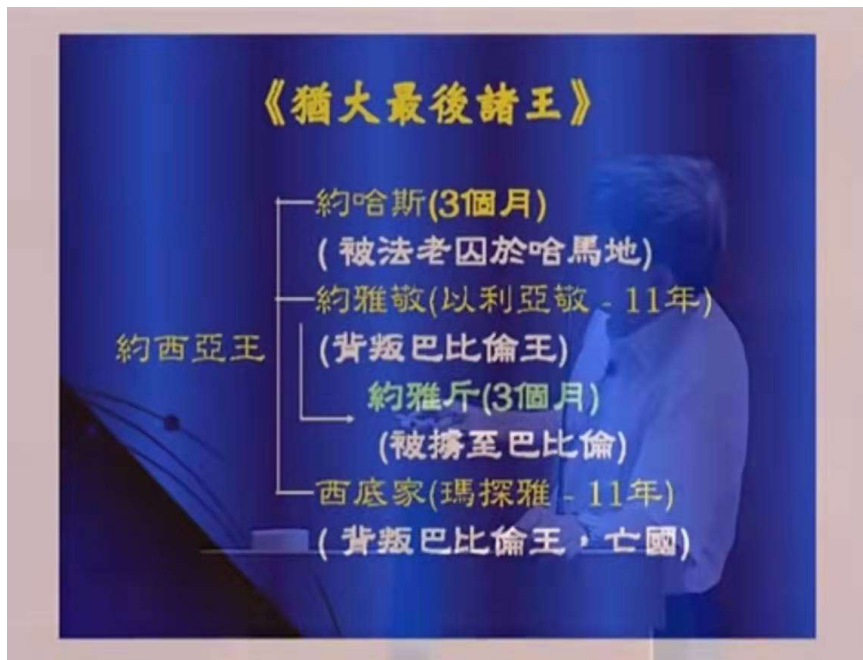 《猶大最後諸王》
約哈斯(3個月)
( 被法老囚於哈馬地)
約雅敬(以利亞敬 - 11年)
約西亞王
(背叛巴比倫王)
約雅斤(3個月)
(被擄至巴比倫)
西底家(瑪探雅 - 11年)
( 背叛巴比倫王，亡國)